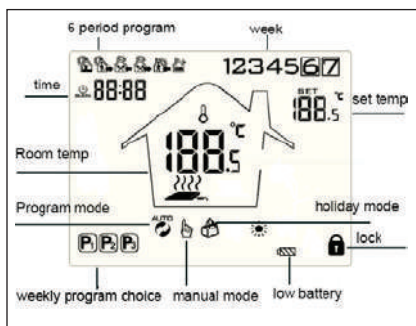 6 period program
week
1234567
time
88:88
SET
188.5 °C
set temp
188.5 °C
Room temp
Program mode
AUTO
holiday mode
P1 P2 P3
lock
weekly program choice
manual mode
low battery